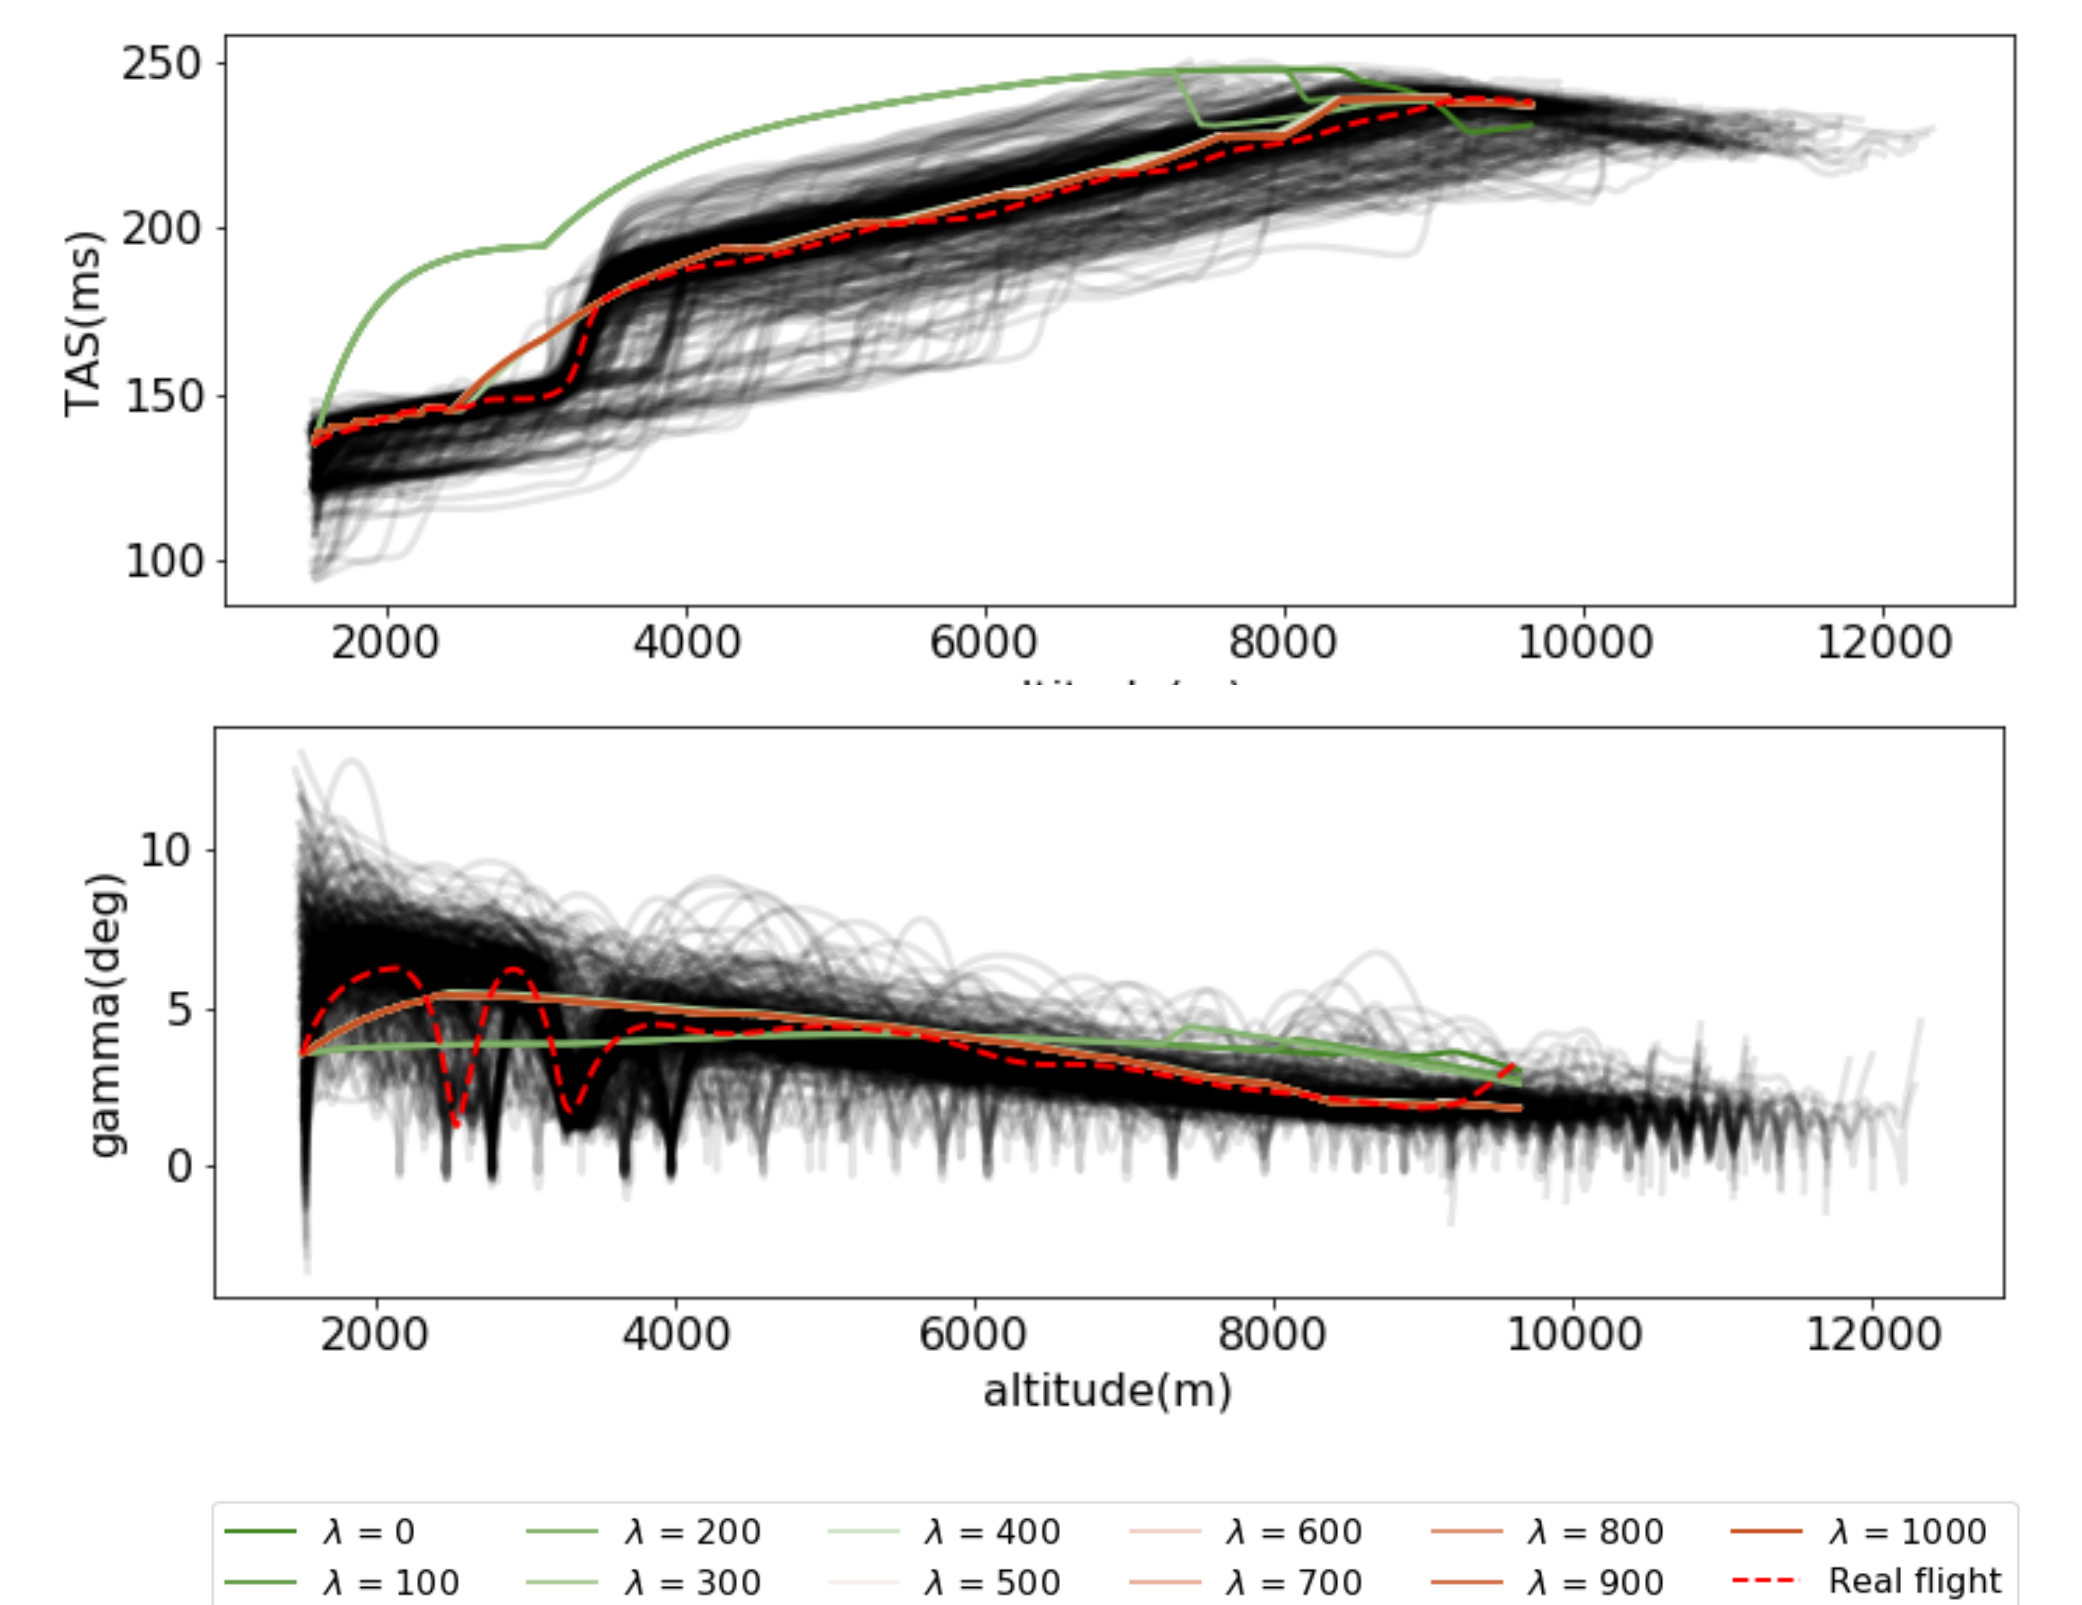 250
200
150
100
TAS(ms)
2000 4000 6000 8000 10000 12000
10
5
0
gamma(deg)
2000 4000 6000 8000 10000 12000
altitude(m)
λ = 0 λ = 200 λ = 400 λ = 600 λ = 800 λ = 1000
λ = 100 λ = 300 λ = 500 λ = 700 λ = 900 Real flight